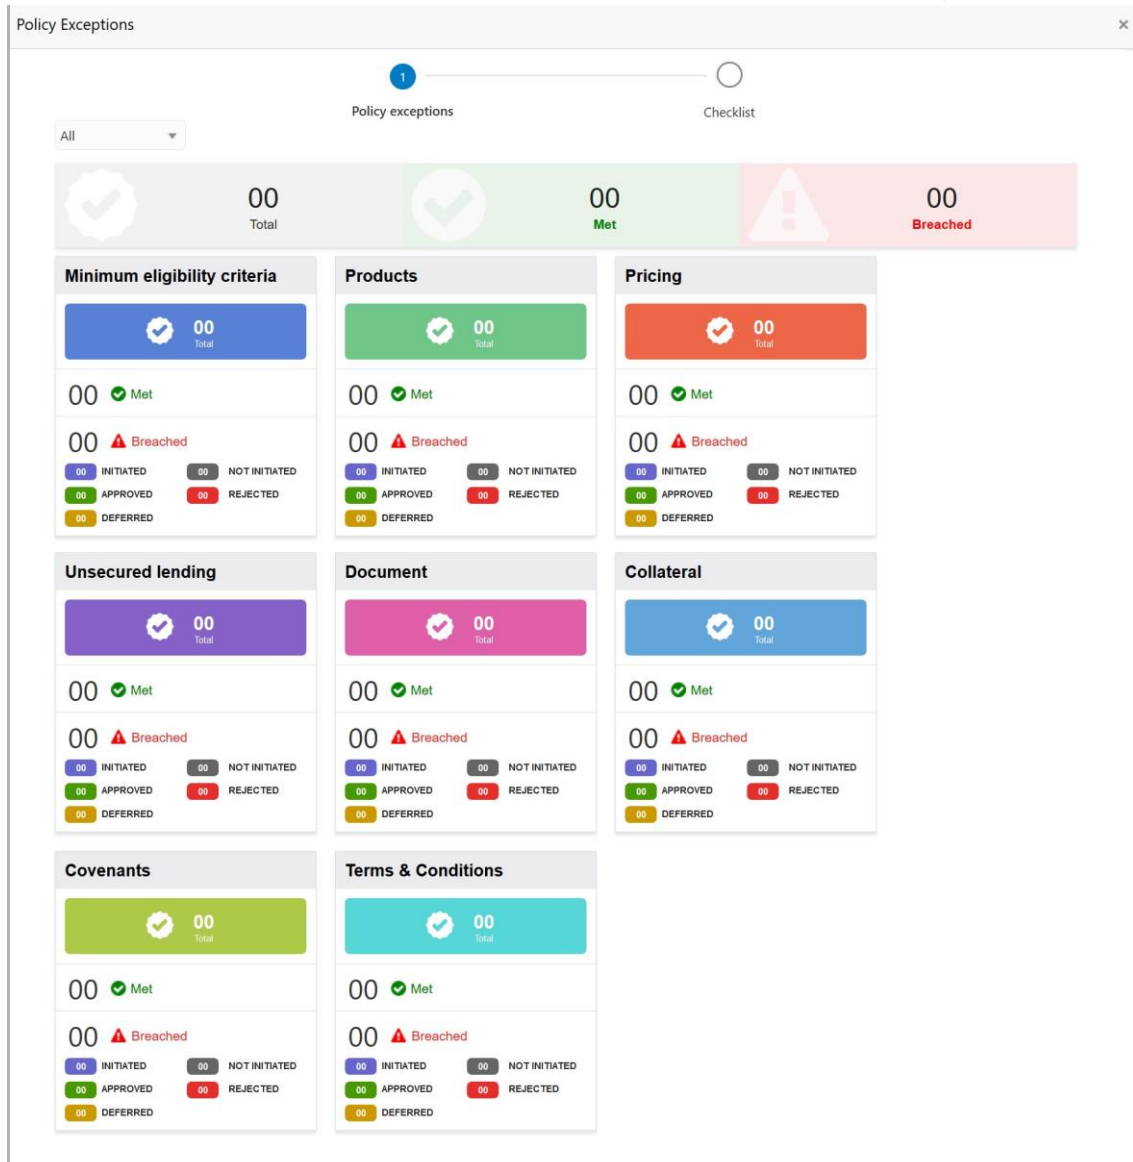 Policy Exceptions ×
1
Policy exceptions Checklist
All
00 00 00
Total Met Breached
Minimum eligibility criteria Products Pricing
00 00 00
Total Total Total
00 Met 00 Met 00 Met
00 Breached 00 Breached 00 Breached
00 INITIATED 00 NOT INITIATED 00 INITIATED 00 NOT INITIATED 00 INITIATED 00 NOT INITIATED
00 APPROVED 00 REJECTED 00 APPROVED 00 REJECTED 00 APPROVED 00 REJECTED
00 DEFERRED 00 DEFERRED 00 DEFERRED
Unsecured lending Document Collateral
00 00 00
Total Total Total
00 Met 00 Met 00 Met
00 Breached 00 Breached 00 Breached
00 INITIATED 00 NOT INITIATED 00 INITIATED 00 NOT INITIATED 00 INITIATED 00 NOT INITIATED
00 APPROVED 00 REJECTED 00 APPROVED 00 REJECTED 00 APPROVED 00 REJECTED
00 DEFERRED 00 DEFERRED 00 DEFERRED
Covenants Terms & Conditions
00 00
Total Total
00 Met 00 Met
00 Breached 00 Breached
00 INITIATED 00 NOT INITIATED 00 INITIATED 00 NOT INITIATED
00 APPROVED 00 REJECTED 00 APPROVED 00 REJECTED
00 DEFERRED 00 DEFERRED